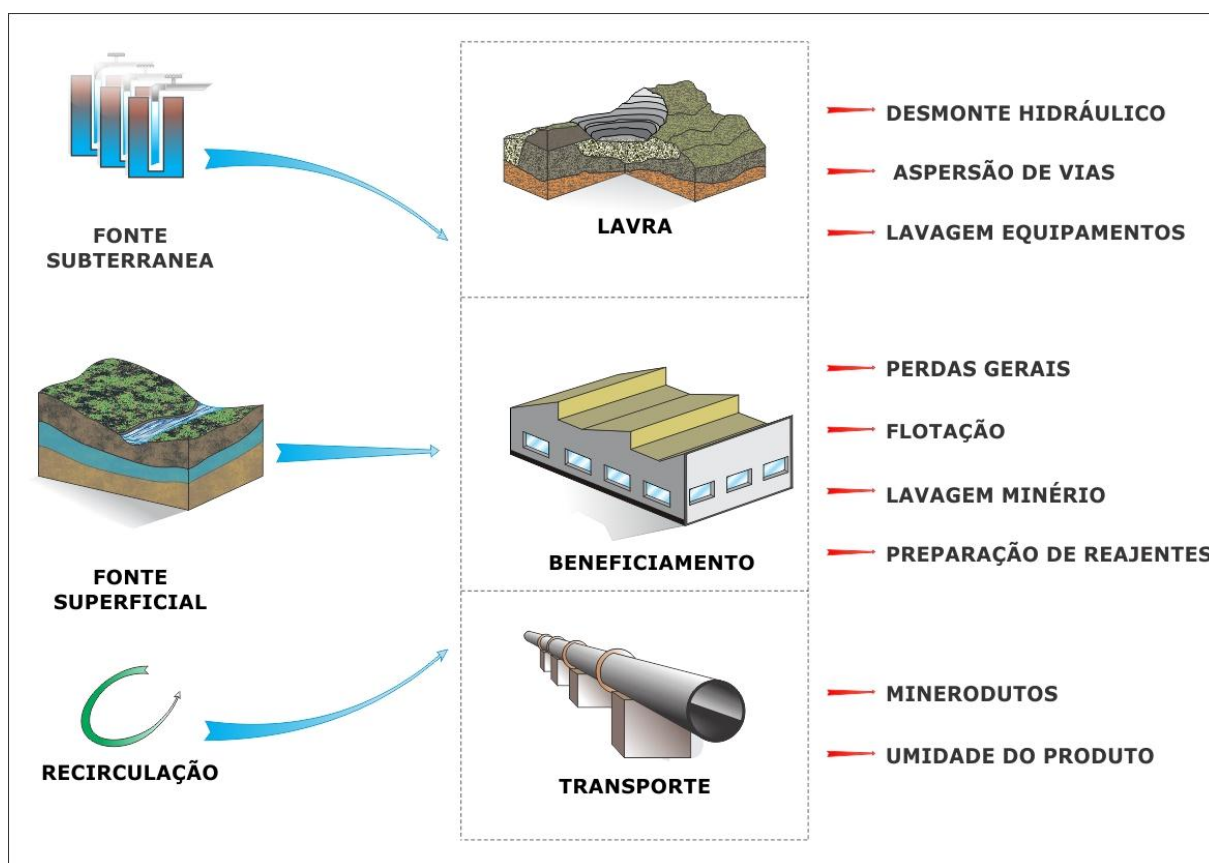 FONTE
SUBTERRANEA
FONTE
SUPERFICIAL
RECIRCULAÇÃO
LAVRA
BENEFICIAMENTO
TRANSPORTE
DESMONTE HIDRÁULICO
ASPERSÃO DE VIAS
LAVAGEM EQUIPAMENTOS
PERDAS GERAIS
FLOTAÇÃO
LAVAGEM MINÉRIO
PREPARAÇÃO DE REAJENTES
MINERODUTOS
UMIDADE DO PRODUTO